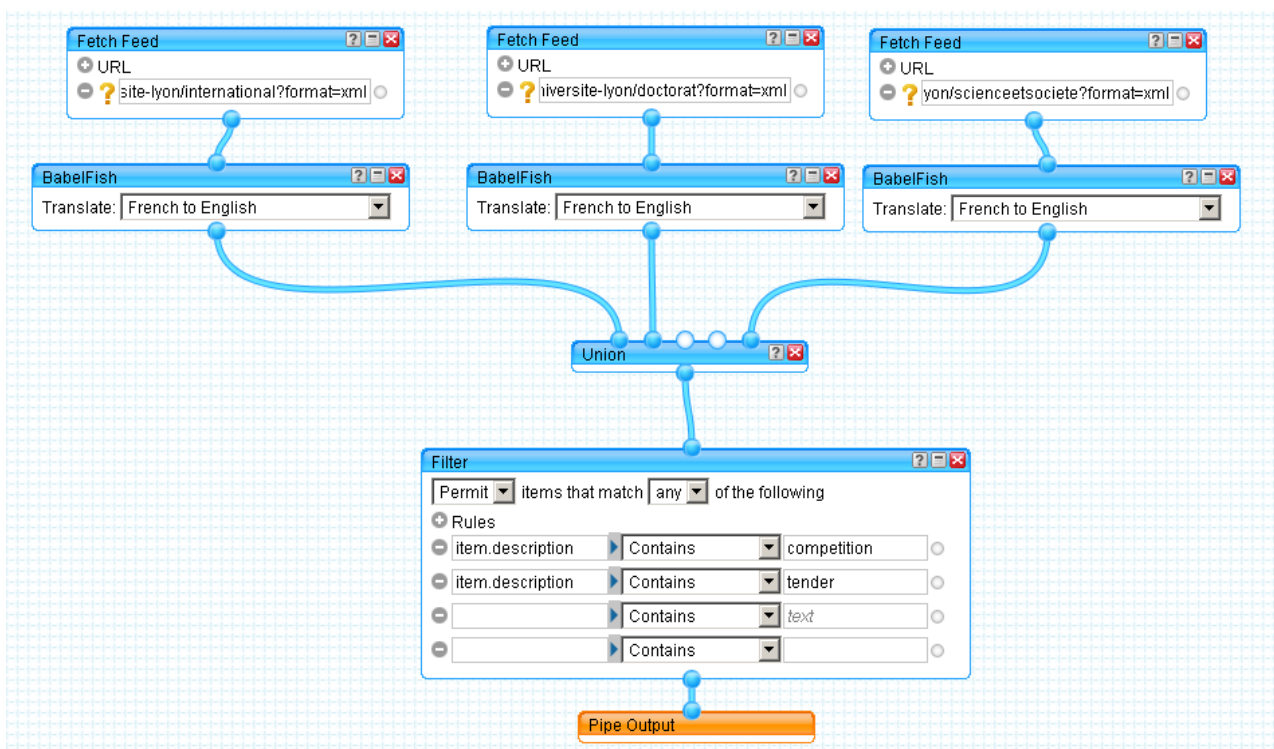 Fetch Feed
URL
site-lyon/international?format=xml
Fetch Feed
URL
iversite-lyon/doctorat?format=xml
Fetch Feed
URL
yon/scienceetsociete?format=xml
BabelFish
Translate: French to English
BabelFish
Translate: French to English
BabelFish
Translate: French to English
Union
Filter
Permit items that match any of the following
Rules
item.description Contains competition
item.description Contains tender
Contains text
Contains
Pipe Output